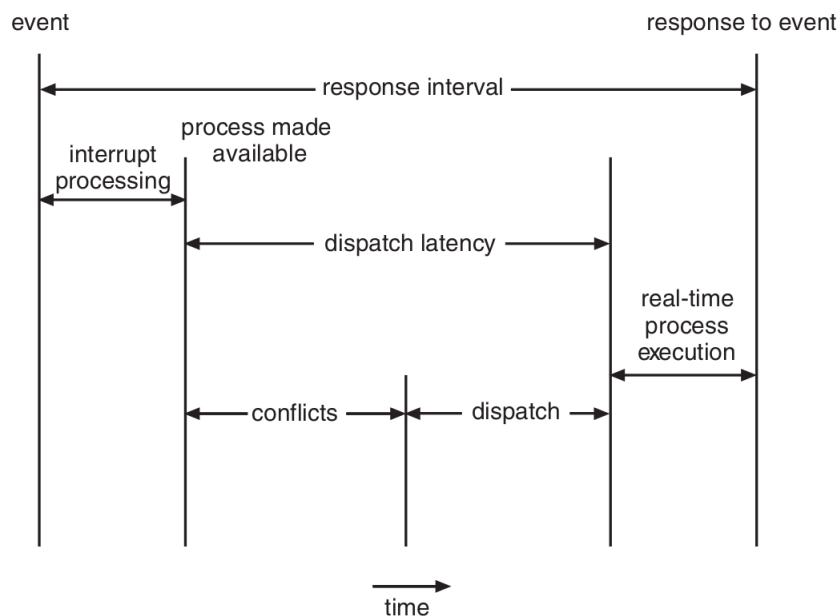 event
response to event
response interval
process made
available
interrupt
processing
dispatch latency
real-time
process
execution
conflicts
dispatch
time